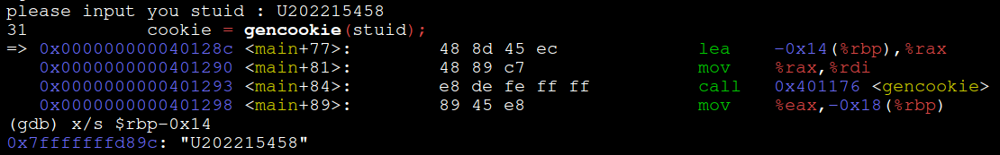 please input you stuid : U202215458
31 cookie = gencookie(stuid);
=> 0x000000000040128c <main+77>: 48 8d 45 ec lea -0x14(%rbp),%rax
0x0000000000401290 <main+81>: 48 89 c7 mov %rax,%rdi
0x0000000000401293 <main+84>: e8 de fe ff ff call 0x401176 <gencookie>
0x0000000000401298 <main+89>: 89 45 e8 mov %eax,-0x18(%rbp)
(gdb) x/s $rbp-0x14
0x7fffffffd89c: "U202215458"